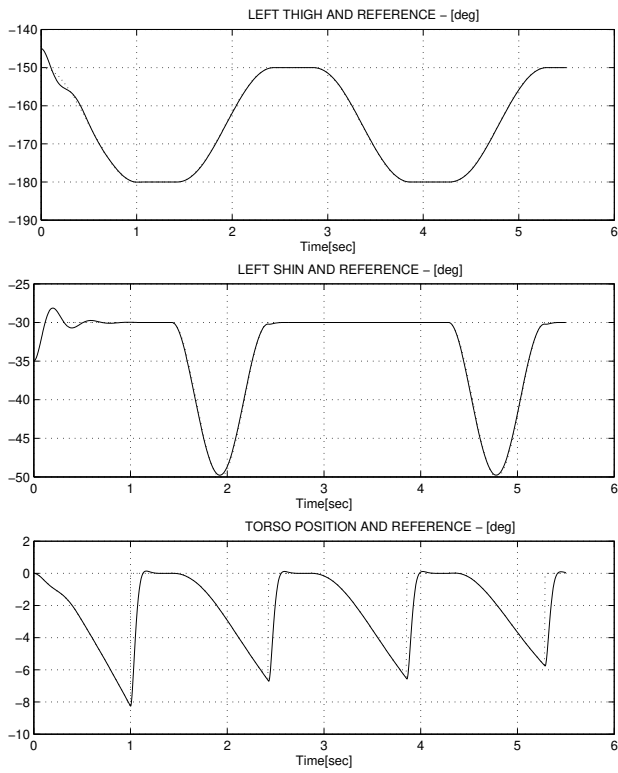 LEFT THIGH AND REFERENCE − [deg]
−140
−150
−160
−170
−180
−190
0 1 2 3 4 5 6
Time[sec]
LEFT SHIN AND REFERENCE − [deg]
−25
−30
−35
−40
−45
−50
0 1 2 3 4 5 6
Time[sec]
TORSO POSITION AND REFERENCE − [deg]
2
0
−2
−4
−6
−8
−10
0 1 2 3 4 5 6
Time[sec]